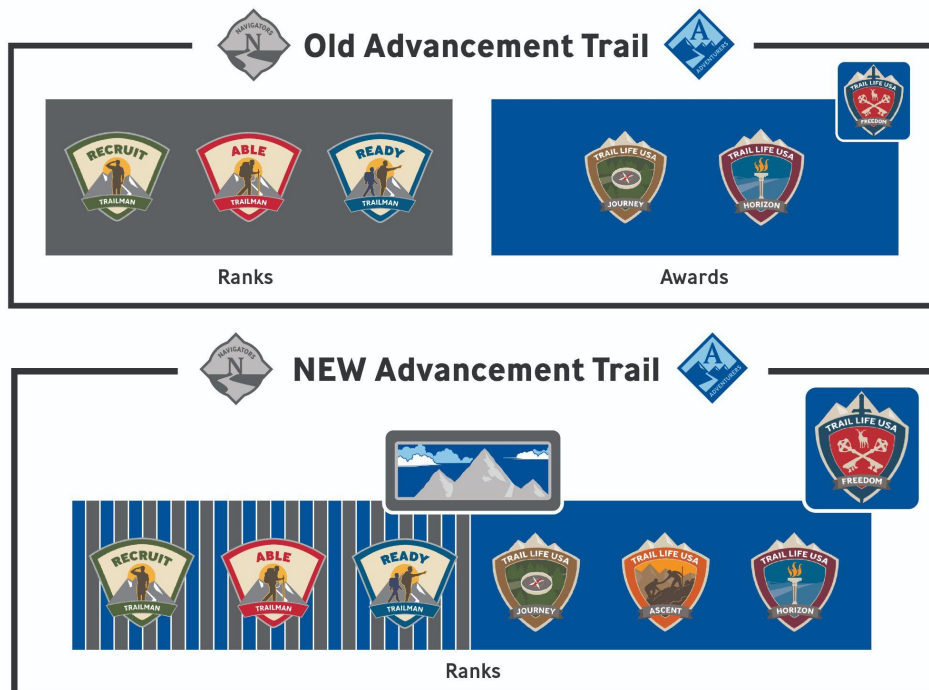 NAVIGATORS
N
Old Advancement Trail
A
ADVENTURERS
TRAIL LIFE USA
FREEDOM
RECRUIT
TRAILMAN
ABLE
TRAILMAN
READY
TRAILMAN
TRAIL LIFE USA
JOURNEY
TRAIL LIFE USA
HORIZON
Ranks
Awards
NAVIGATORS
N
NEW Advancement Trail
A
ADVENTURERS
TRAIL LIFE USA
FREEDOM
RECRUIT
TRAILMAN
ABLE
TRAILMAN
READY
TRAILMAN
TRAIL LIFE USA
JOURNEY
TRAIL LIFE USA
ASCENT
TRAIL LIFE USA
HORIZON
Ranks